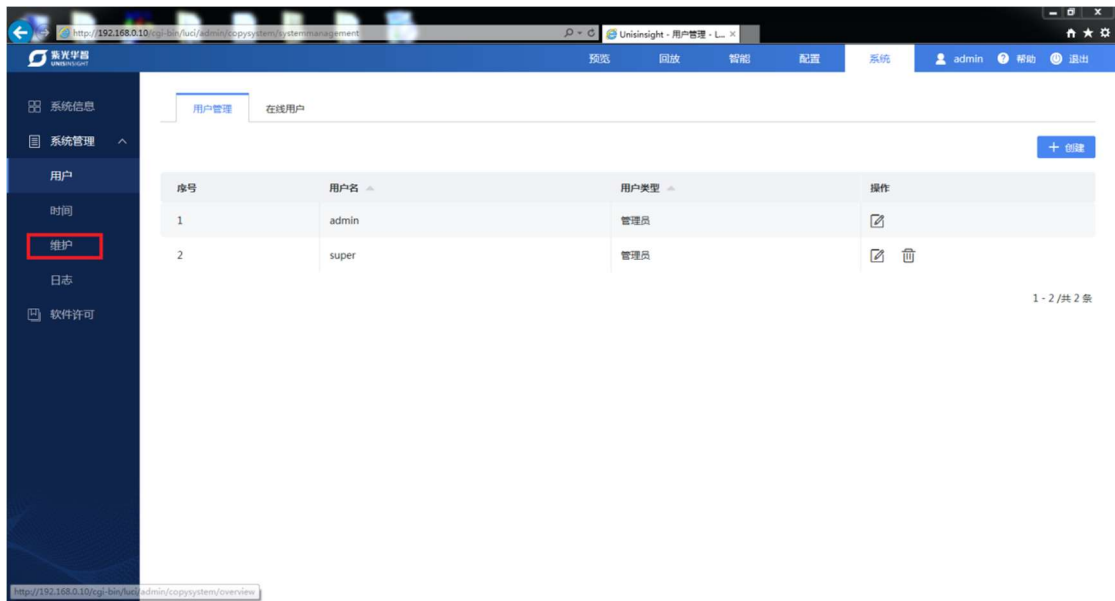 http://192.168.0.10/cgi-bin/luci/admin/copysystem/systemmanagement
Unisinsight - 用户管理 - L...
紫光华智
UNISINSIGHT
预览 回放 智能 配置 系统 admin 帮助 退出
系统信息
系统管理
用户
时间
维护
日志
软件许可
用户管理 在线用户
创建
序号 用户名 用户类型 操作
1 admin 管理员
2 super 管理员
1 - 2 /共 2 条
http://192.168.0.10/cgi-bin/luci/admin/copysystem/overview